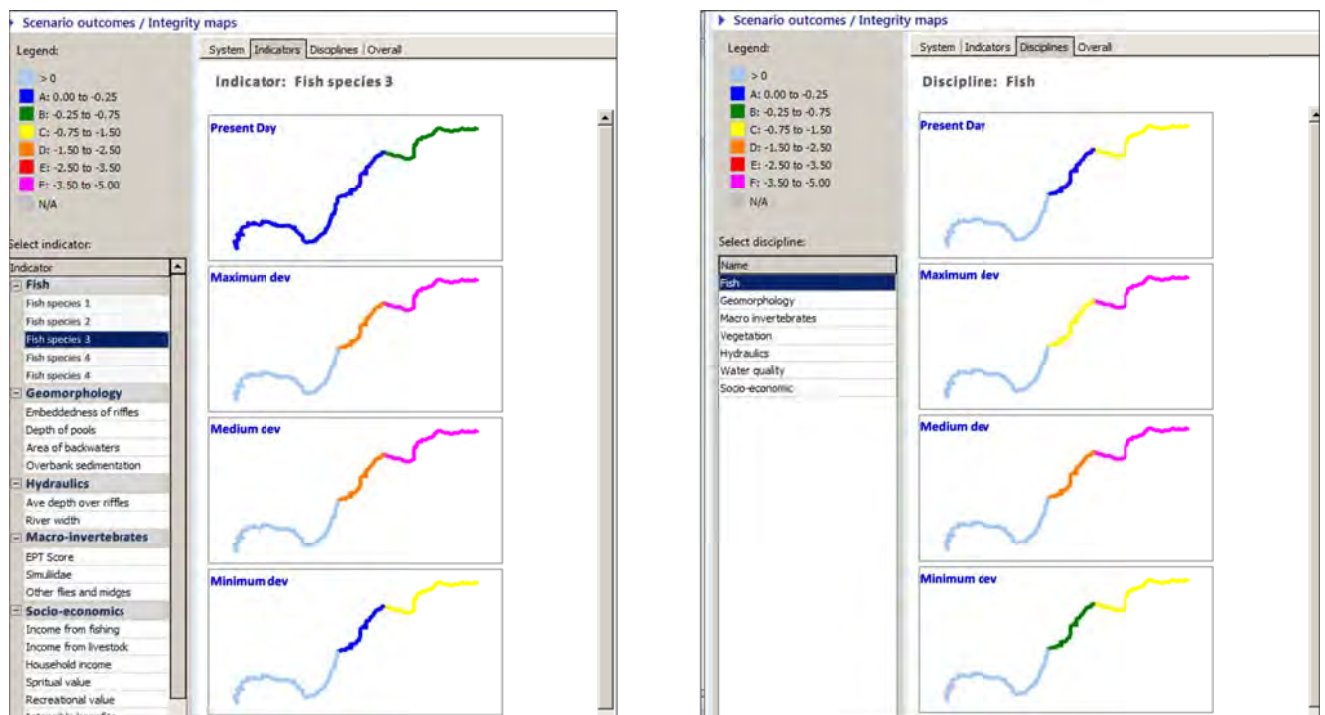 Scenario outcomes / Integrity maps
Legend:
> 0
A: 0.00 to -0.25
B: -0.25 to -0.75
C: -0.75 to -1.50
D: -1.50 to -2.50
E: -2.50 to -3.50
F: -3.50 to -5.00
N/A
Select indicator:
Indicator
Fish
Fish species 1
Fish species 2
Fish species 3
Fish species 4
Fish species 4
Geomorphology
Embeddedness of riffles
Depth of pools
Area of backwaters
Overbank sedimentation
Hydraulics
Ave depth over riffles
River width
Macro-invertebrates
EPT Score
Simuliidae
Other flies and midges
Socio-economics
Income from fishing
Income from livestock
Household income
Spritual value
Recreational value
System Indicators Disciplines Overall
Indicator: Fish species 3
Present Day
Maximum dev
Medium dev
Minimum dev
Scenario outcomes / Integrity maps
Legend:
> 0
A: 0.00 to -0.25
B: -0.25 to -0.75
C: -0.75 to -1.50
D: -1.50 to -2.50
E: -2.50 to -3.50
F: -3.50 to -5.00
N/A
Select discipline:
Name
Fish
Geomorphology
Macro invertebrates
Vegetation
Hydraulics
Water quality
Socio-economic
System Indicators Disciplines Overall
Discipline: Fish
Present Day
Maximum dev
Medium dev
Minimum dev